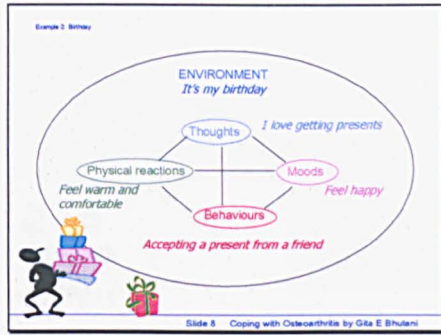 Example 2: Birthday
ENVIRONMENT
It's my birthday
Thoughts
I love getting presents
Physical reactions
Moods
Feel warm and
comfortable
Feel happy
Behaviours
Accepting a present from a friend
Slide 8 Coping with Osteoarthritis by Gita E Bhulani